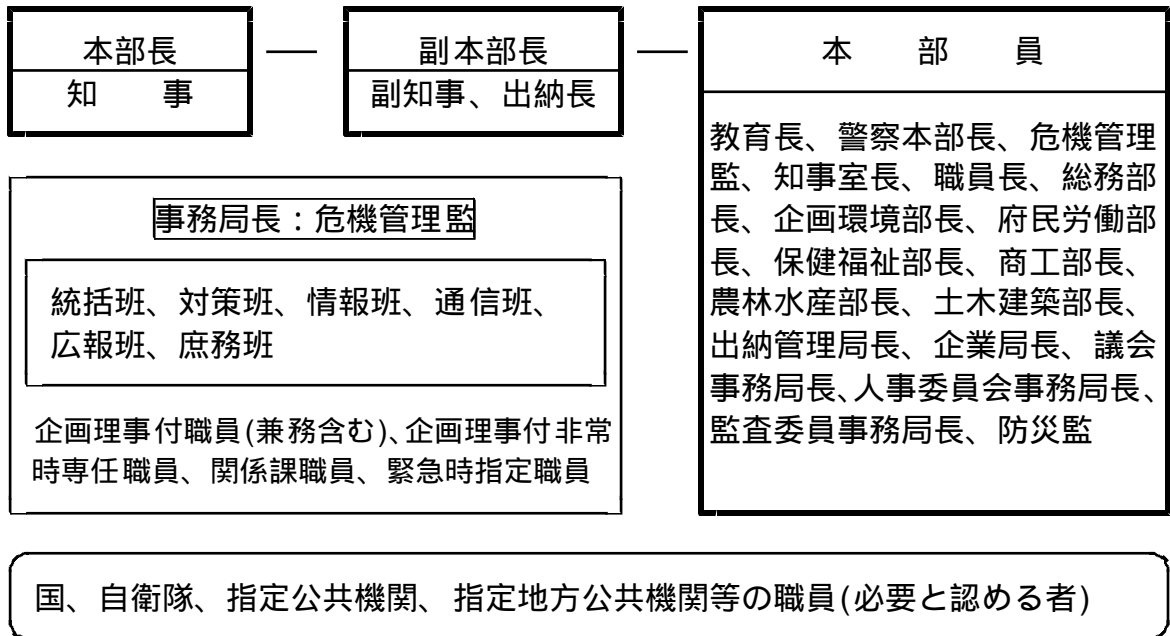 本部長
知　　事
副本部長
副知事、出納長
本　　部　　員
教育長、警察本部長、危機管理
監、知事室長、職員長、総務部
長、企画環境部長、府民労働部
長、保健福祉部長、商工部長、
農林水産部長、土木建築部長、
出納管理局長、企業局長、議会
事務局長、人事委員会事務局長、
監査委員事務局長、防災監
事務局長：危機管理監
統括班、対策班、情報班、通信班、
広報班、庶務班
企画理事付職員(兼務含む)、企画理事付非常
時専任職員、関係課職員、緊急時指定職員
国、自衛隊、指定公共機関、指定地方公共機関等の職員(必要と認める者)